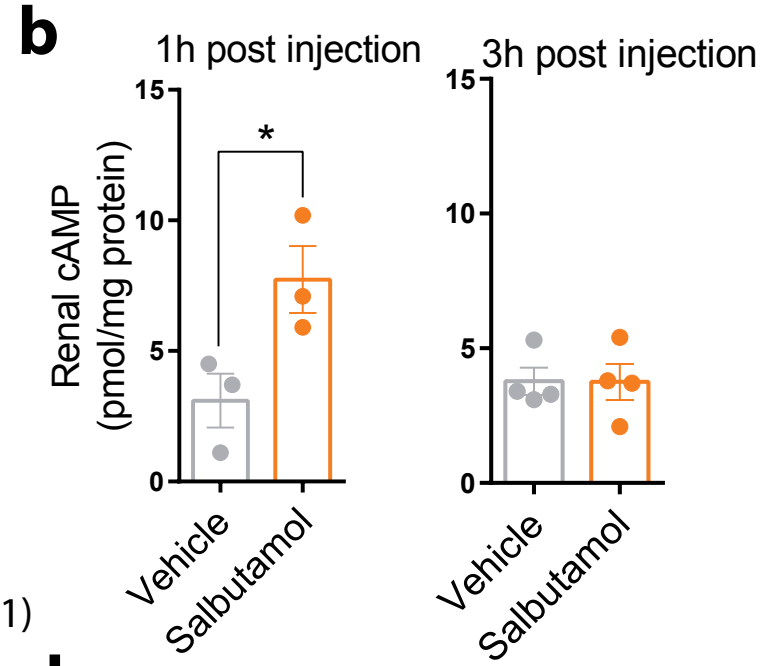 b
1h post injection
3h post injection
Renal cAMP
(pmol/mg protein)
15
10
5
0
*
Vehicle
Salbutamol
15
10
5
0
Vehicle
Salbutamol
1)